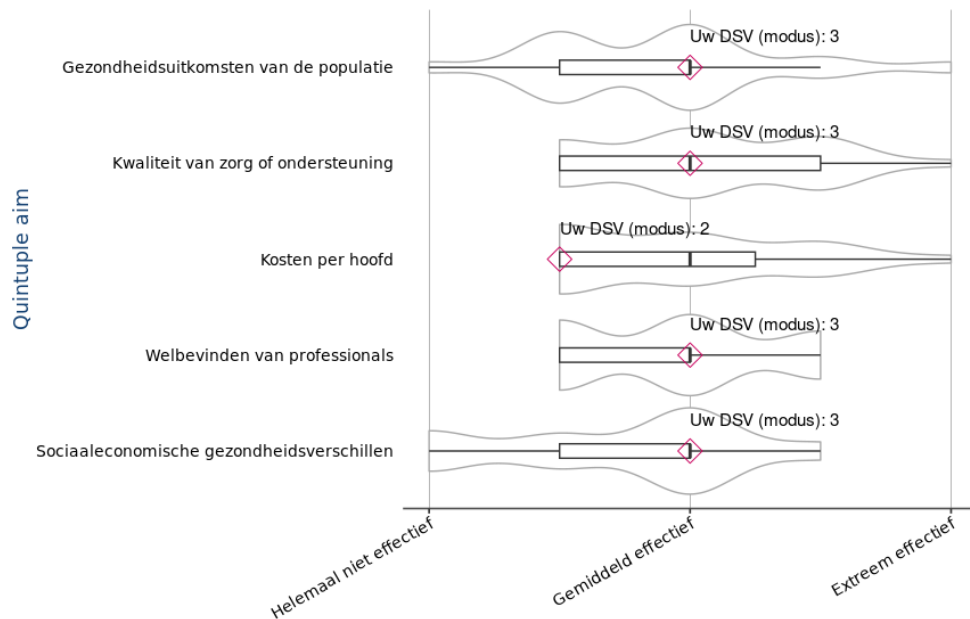 Quintuple aim
Gezondheidsuitkomsten van de populatie
Uw DSV (modus): 3
Kwaliteit van zorg of ondersteuning
Uw DSV (modus): 3
Kosten per hoofd
Uw DSV (modus): 2
Welbevinden van professionals
Uw DSV (modus): 3
Sociaaleconomische gezondheidsverschillen
Uw DSV (modus): 3
Helemaal niet effectief
Gemiddeld effectief
Extreem effectief